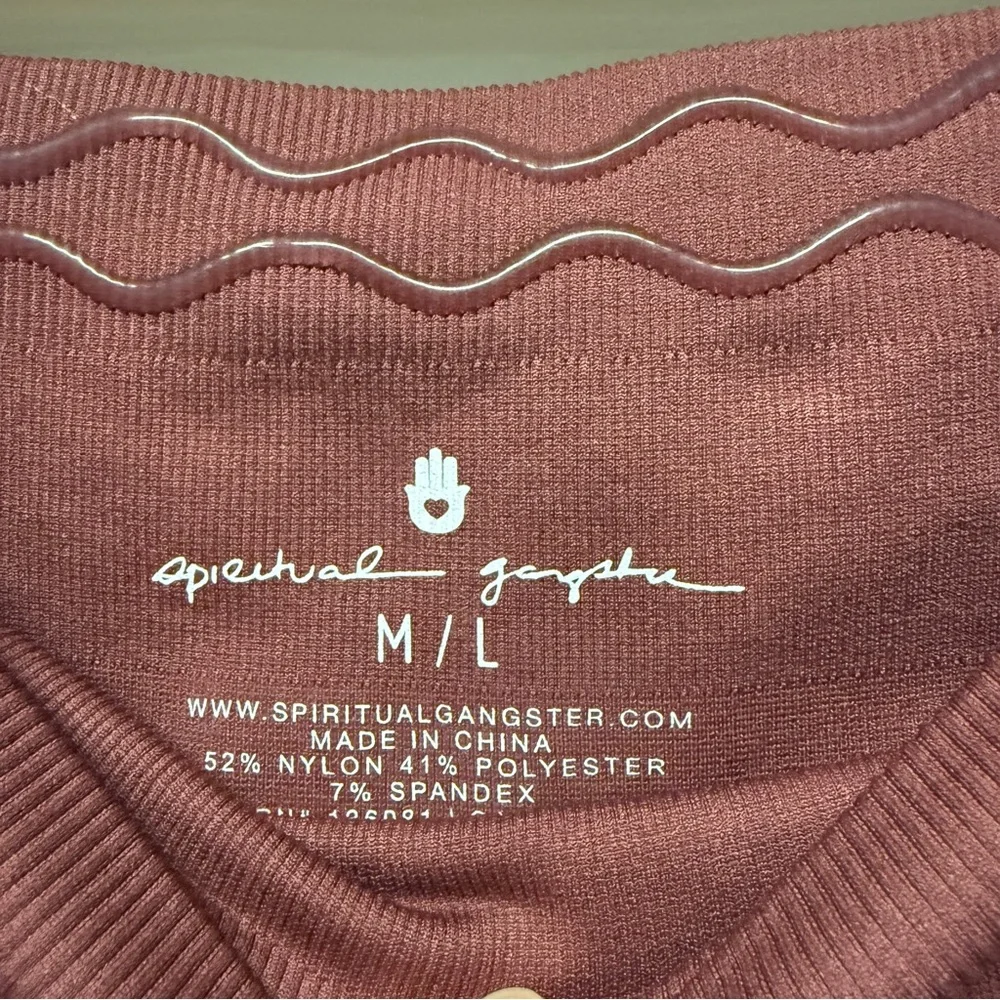 spiritual gangster
M / L
WWW.SPIRITUALGANGSTER.COM
MADE IN CHINA
52% NYLON 41% POLYESTER
7% SPANDEX